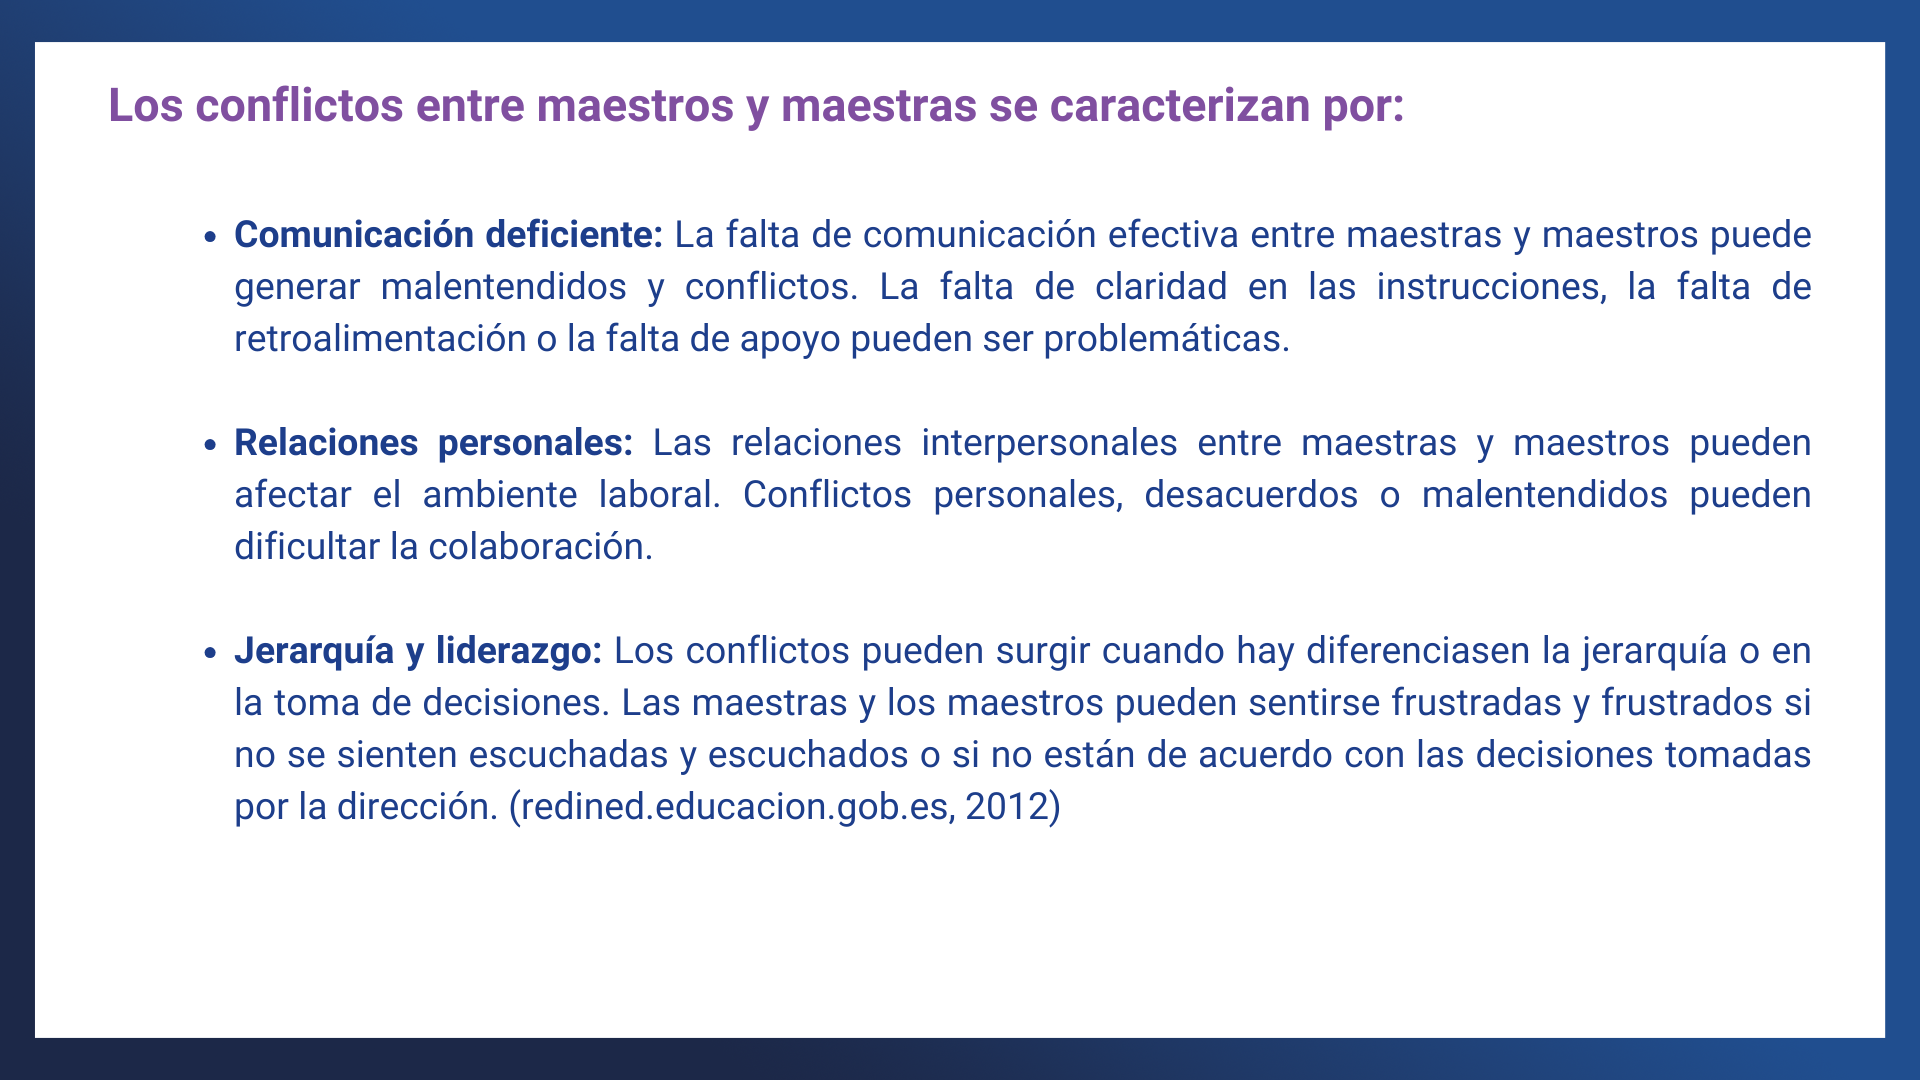 Los conflictos entre maestros y maestras se caracterizan por:
• Comunicación deficiente: La falta de comunicación efectiva entre maestras y maestros puede
generar malentendidos y conflictos. La falta de claridad en las instrucciones, la falta de
retroalimentación o la falta de apoyo pueden ser problemáticas.
• Relaciones personales: Las relaciones interpersonales entre maestras y maestros pueden
afectar el ambiente laboral. Conflictos personales, desacuerdos o malentendidos pueden
dificultar la colaboración.
• Jerarquía y liderazgo: Los conflictos pueden surgir cuando hay diferenciasen la jerarquía o en
la toma de decisiones. Las maestras y los maestros pueden sentirse frustradas y frustrados si
no se sienten escuchadas y escuchados o si no están de acuerdo con las decisiones tomadas
por la dirección. (redined.educacion.gob.es, 2012)